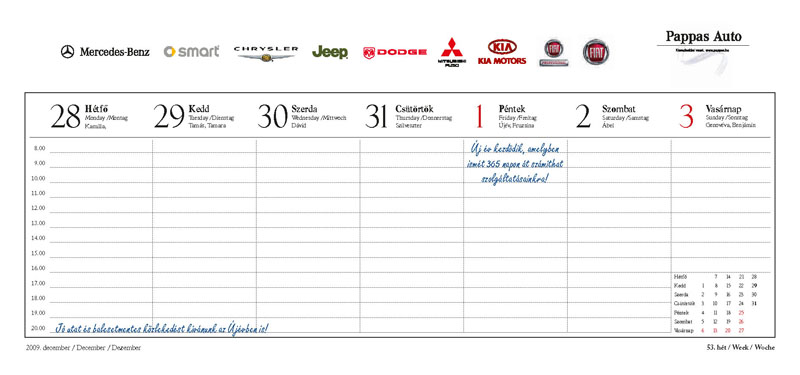 Mercedes-Benz smart CHRYSLER Jeep DODGE MITSUBISHI FUSO KIA KIA MOTORS FIAT Pappas Auto
28 Hétfő 29 Kedd 30 Szerda 31 Csütörtök 1 Péntek 2 Szombat 3 Vasárnap
Monday / Montag Tuesday / Dienstag Wednesday / Mittwoch Thursday / Donnerstag Friday / Freitag Saturday / Samstag Sunday / Sonntag
Kamilla, Tamás, Tamara Dávid Szilveszter Újév, Fruzsina Ábel Genovéva, Benjámin
8.00 Új év kezdődik, amelyben
9.00 ismét 365 napon át számíthat
10.00 szolgáltatásainkra!
11.00
12.00
13.00
14.00
15.00
16.00
17.00
18.00
19.00
20.00 Jó utat és balesetmentes közlekedést kívánunk az Újévben is!
Hétfő 7 14 21 28
Kedd 1 8 15 22 29
Szerda 2 9 16 23 30
Csütörtök 3 10 17 24 31
Péntek 4 11 18 25
Szombat 5 12 19 26
Vasárnap 6 13 20 27
2009. december / December / Dezember 53. hét / Week / Woche